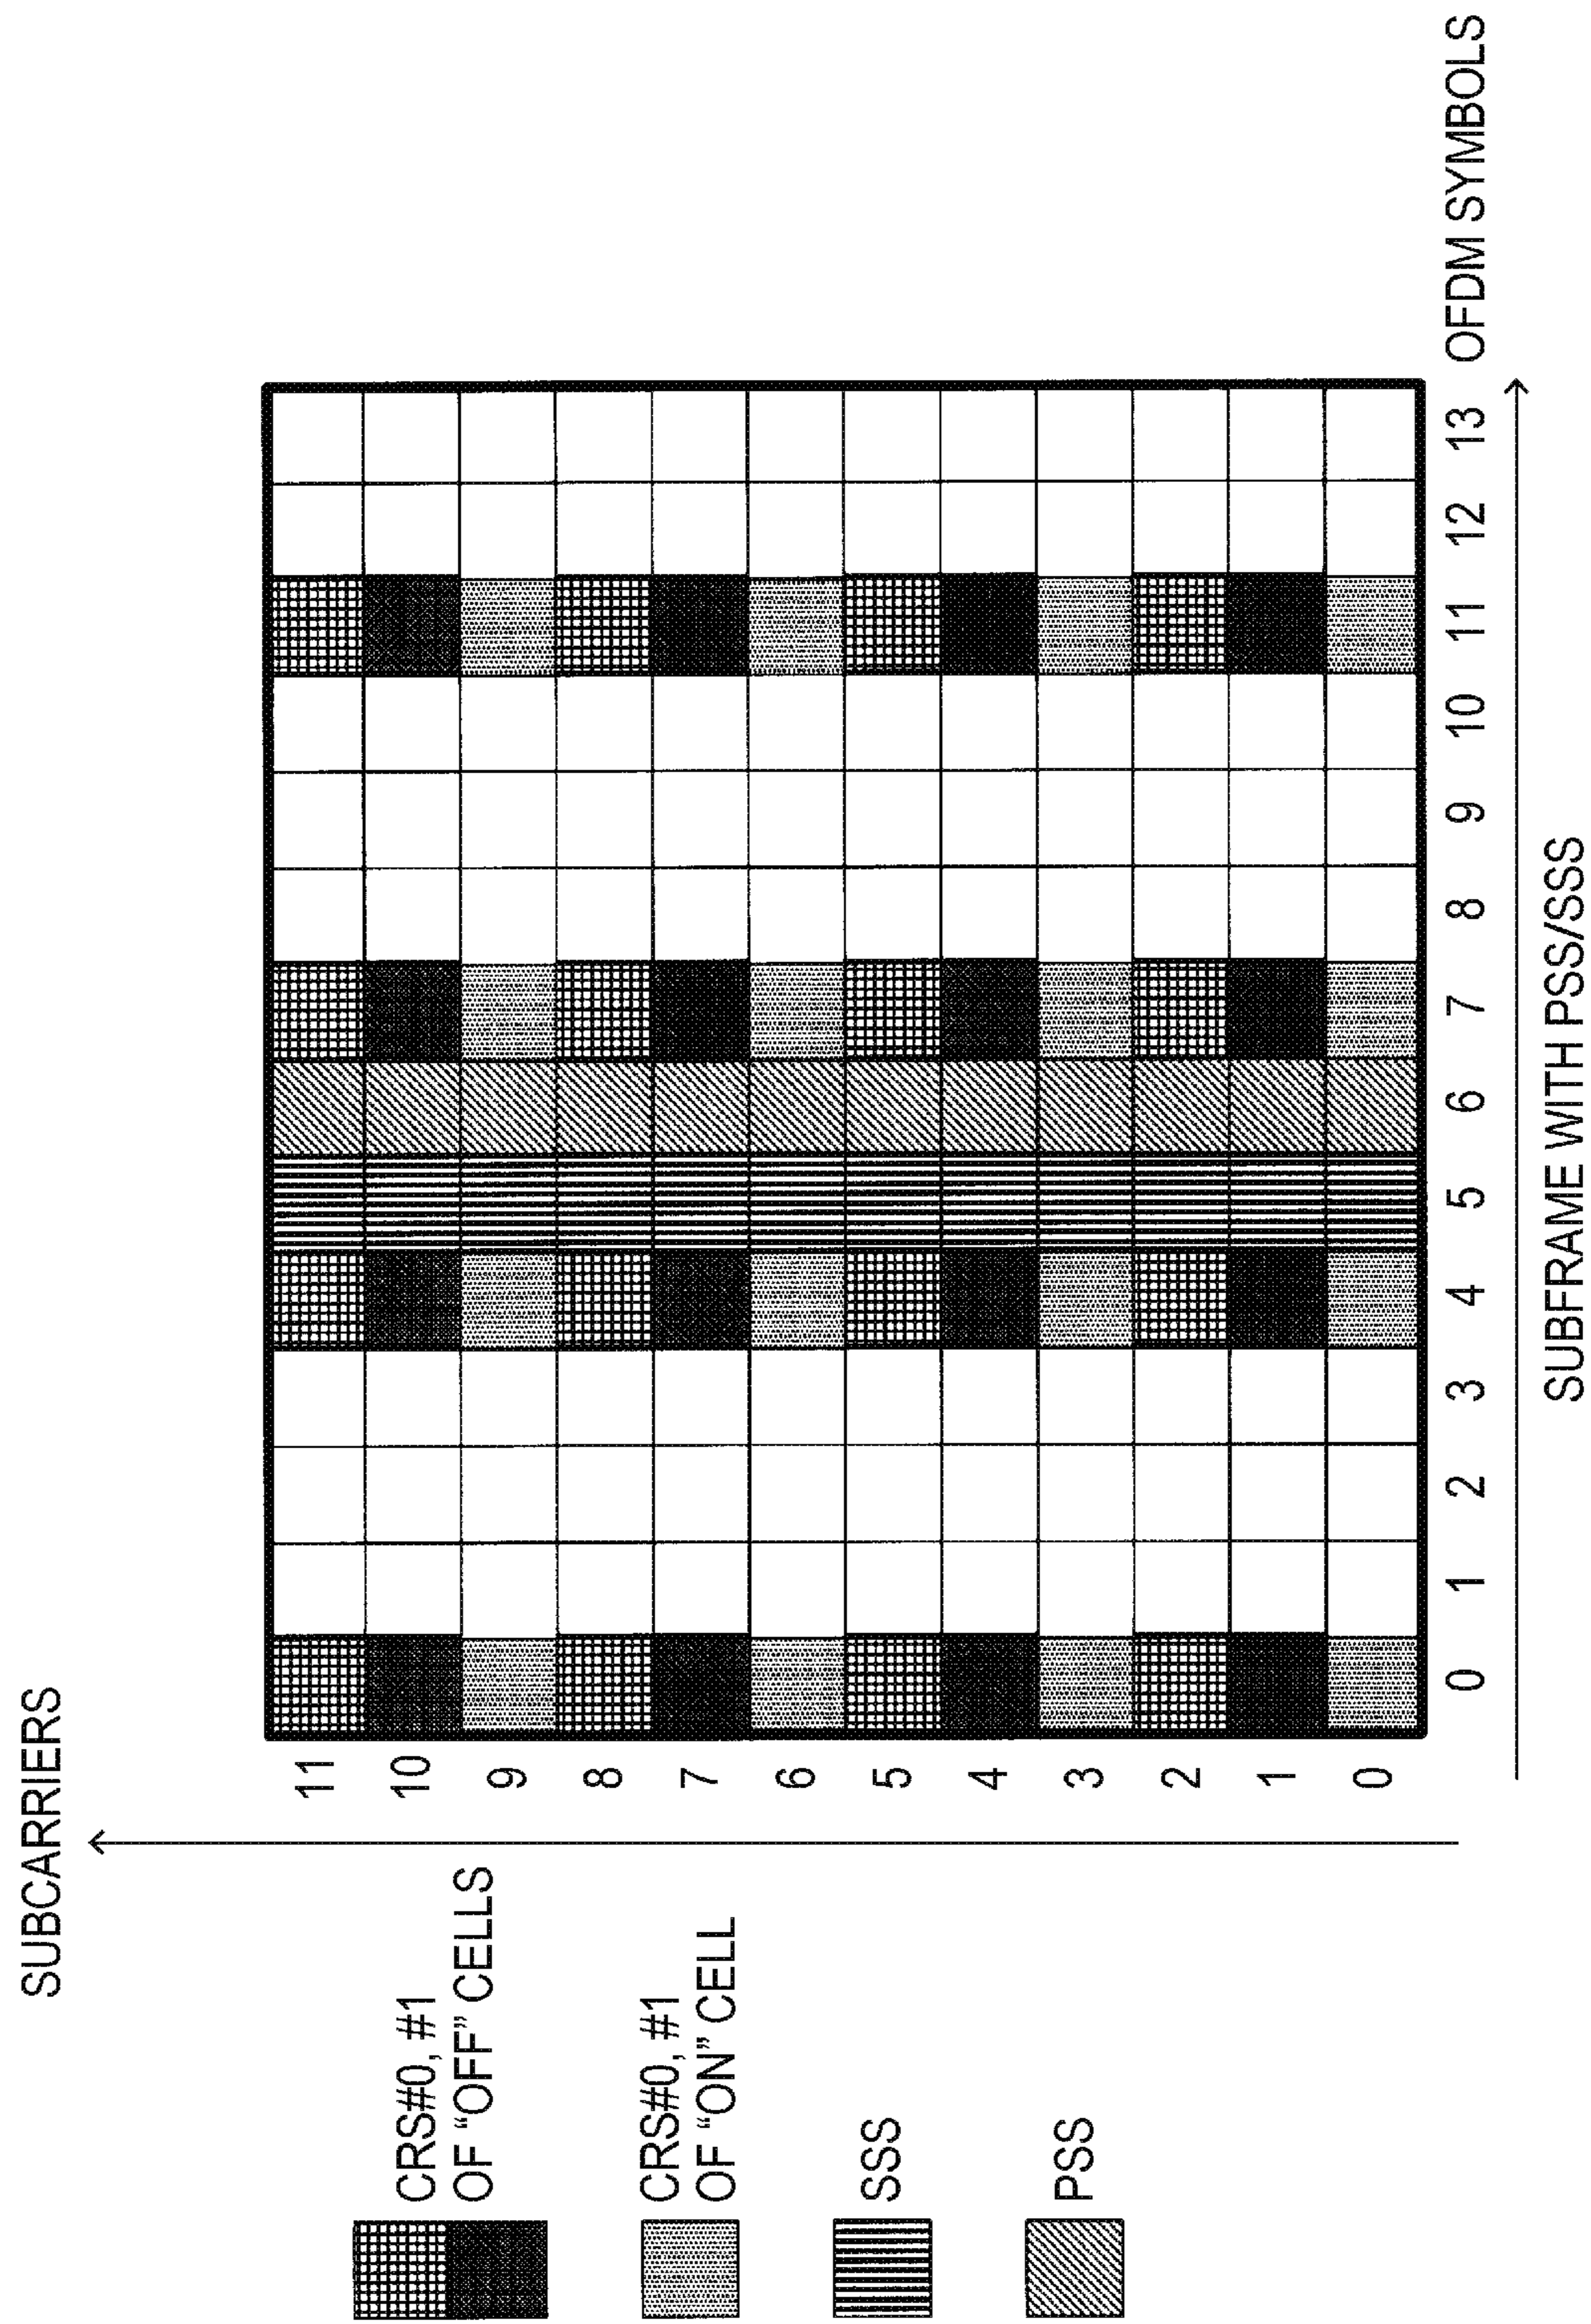 SUBCARRIERS
CRS#0, #1
OF "OFF" CELLS
CRS#0, #1
OF "ON" CELL
SSS
PSS
11
10
9
8
7
6
5
4
3
2
1
0
0 1 2 3 4 5 6 7 8 9 10 11 12 13 OFDM SYMBOLS
SUBFRAME WITH PSS/SSS